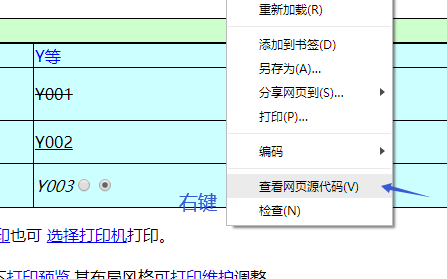 重新加载(R)
添加到书签(D)
Y等
另存为(A)...
Y001
分享网页到(S)...
打印(P)...
Y002
编码
Y003
查看网页源代码(V)
右键
检查(N)
印也可 选择打印机打印。
打印预览 其布局风格可打印维护调整